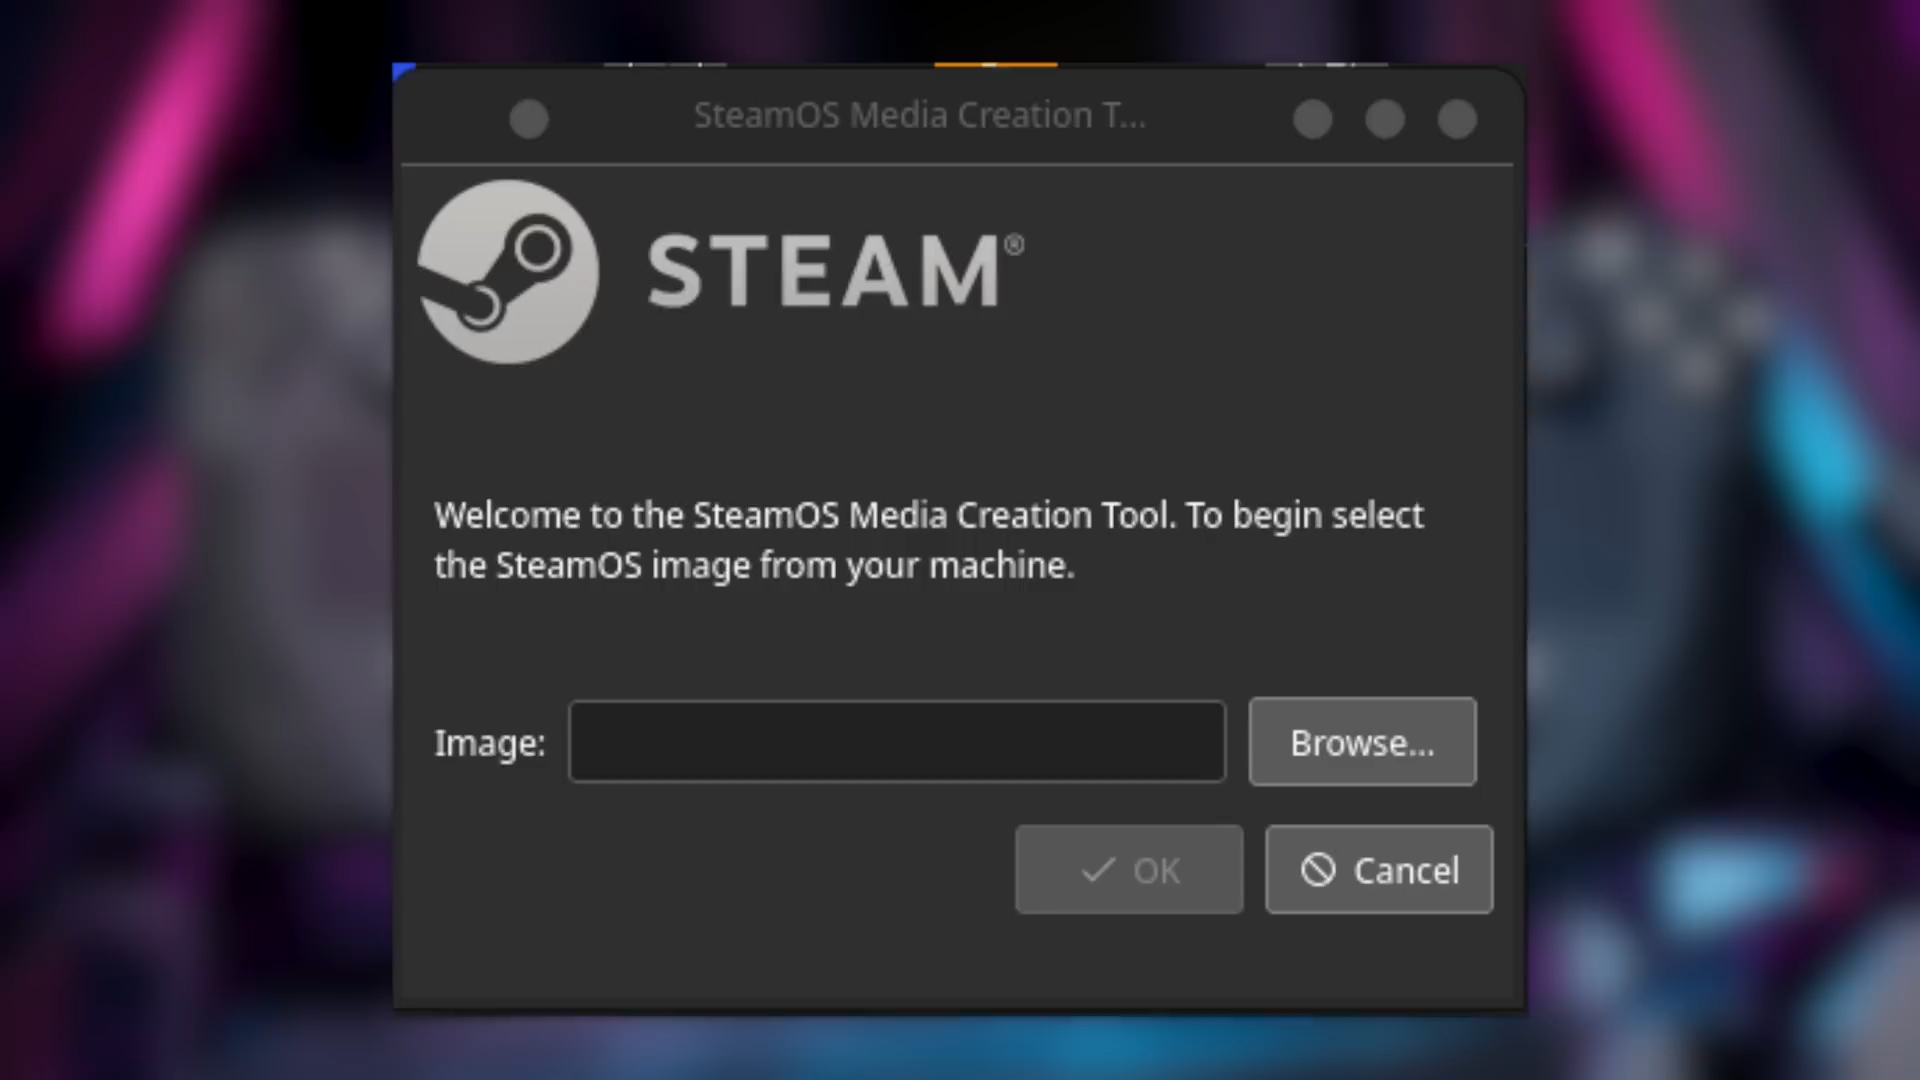 SteamOS Media Creation T...
STEAM®
Welcome to the SteamOS Media Creation Tool. To begin select
the SteamOS image from your machine.
Image:
Browse...
OK
Cancel